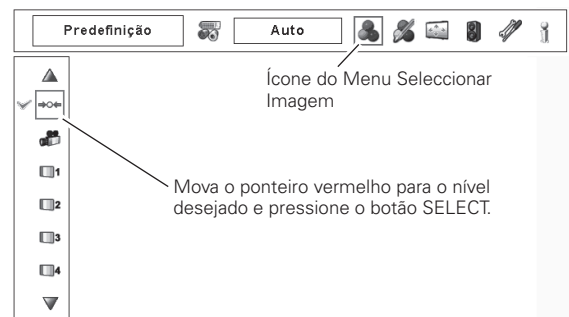 Predefinição
Auto
Ícone do Menu Seleccionar
Imagem
Mova o ponteiro vermelho para o nível
desejado e pressione o botão SELECT.
1
2
3
4